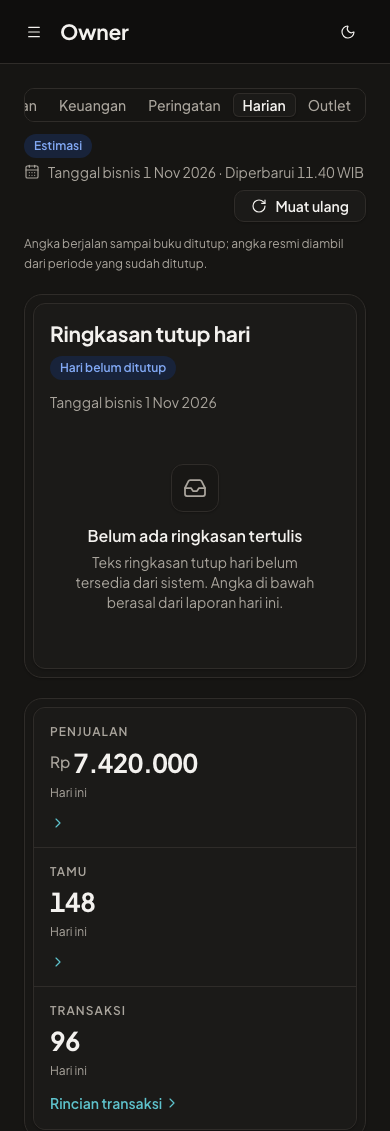 Owner
an Keuangan Peringatan Harian Outlet
Estimasi
Tanggal bisnis 1 Nov 2026 · Diperbarui 11.40 WIB
Muat ulang
Angka berjalan sampai buku ditutup; angka resmi diambil
dari periode yang sudah ditutup.
Ringkasan tutup hari
Hari belum ditutup
Tanggal bisnis 1 Nov 2026
Belum ada ringkasan tertulis
Teks ringkasan tutup hari belum
tersedia dari sistem. Angka di bawah
berasal dari laporan hari ini.
PENJUALAN
Rp 7.420.000
Hari ini
TAMU
148
Hari ini
TRANSAKSI
96
Hari ini
Rincian transaksi